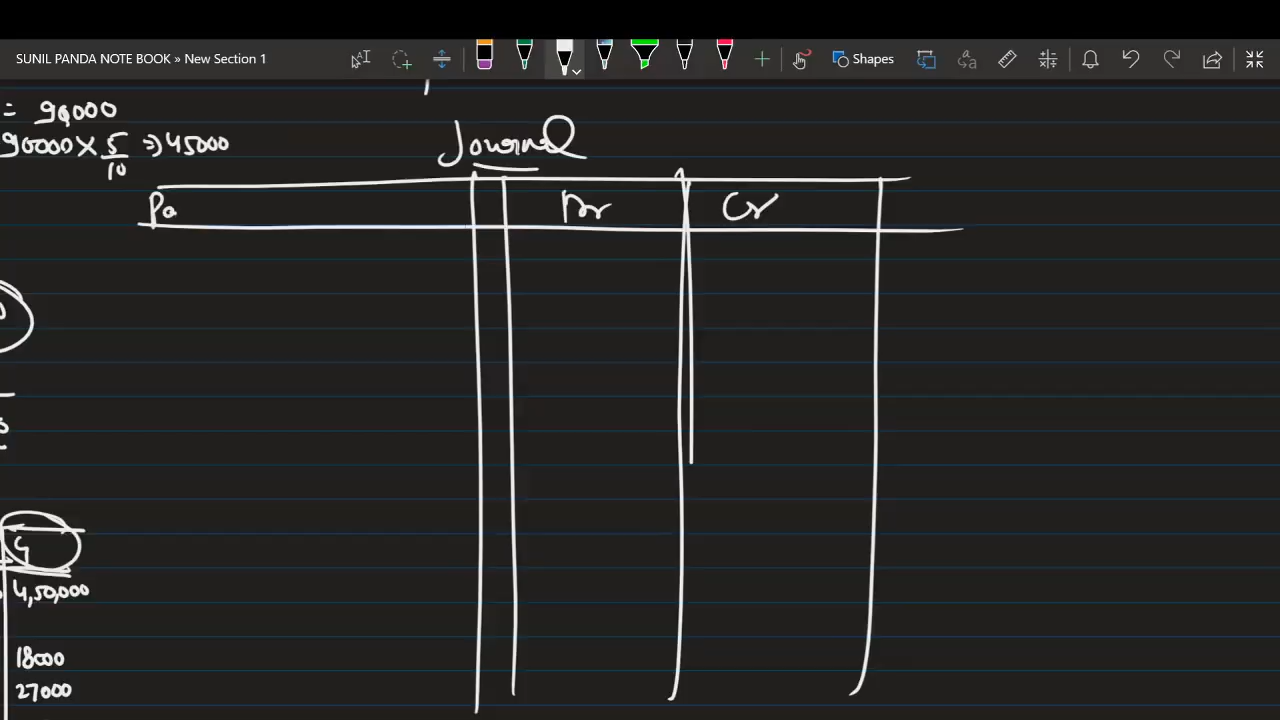 SUNIL PANDA NOTE BOOK » New Section 1
Shapes
= 90000
90000 × 5/10 => 45000
Journal
Pa Dr Cr
G
4,50,000
18000
27000